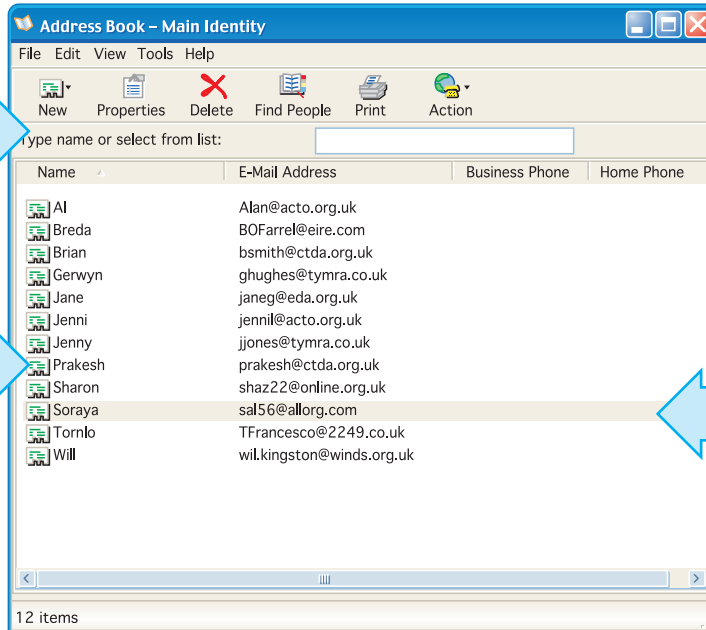 Address Book – Main Identity
File Edit View Tools Help
New Properties Delete Find People Print Action
Type name or select from list:
Name E-Mail Address Business Phone Home Phone
Al Alan@acto.org.uk
Breda BOFarrel@eire.com
Brian bsmith@ctda.org.uk
Gerwyn ghughes@tymra.co.uk
Jane janeg@eda.org.uk
Jenni jennil@acto.org.uk
Jenny jjones@tymra.co.uk
Prakesh prakesh@ctda.org.uk
Sharon shaz22@online.org.uk
Soraya sal56@allorg.com
Tornlo TFrancesco@2249.co.uk
Will wil.kingston@winds.org.uk
12 items